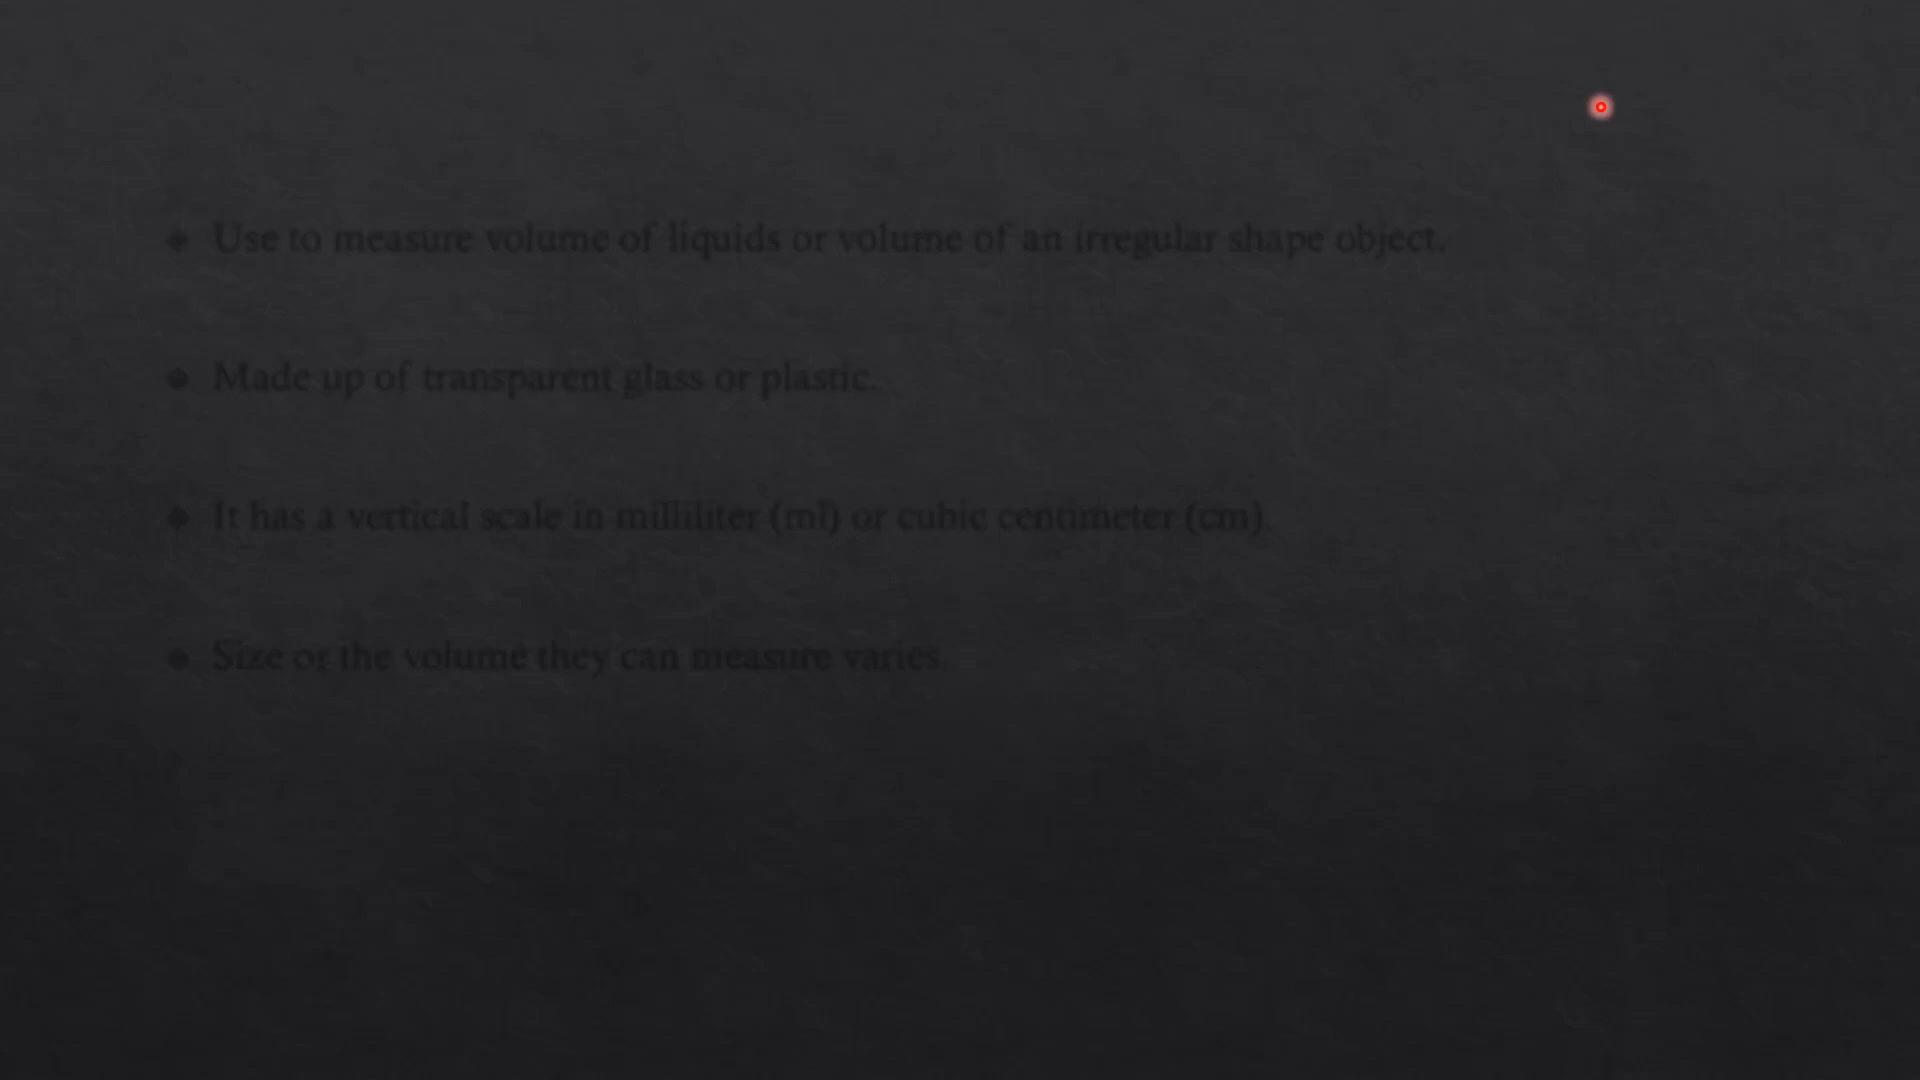 Use to measure volume of liquids or volume of an irregular shape object.
Made up of transparent glass or plastic.
It has a vertical scale in milliliter (ml) or cubic centimeter (cm).
Size or the volume they can measure varies.